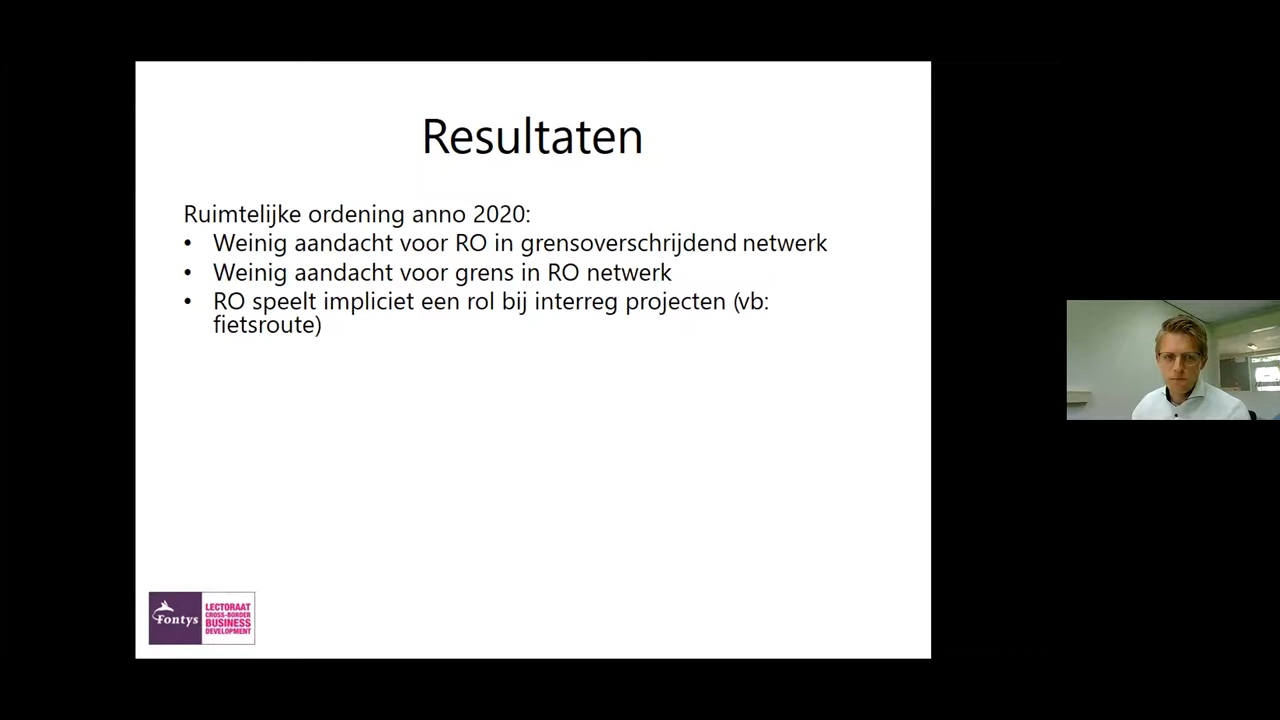 Resultaten
Ruimtelijke ordening anno 2020:
• Weinig aandacht voor RO in grensoverschrijdend netwerk
• Weinig aandacht voor grens in RO netwerk
• RO speelt impliciet een rol bij interreg projecten (vb:
fietsroute)
Fontys
LECTORAAT
CROSS-BORDER
BUSINESS
DEVELOPMENT